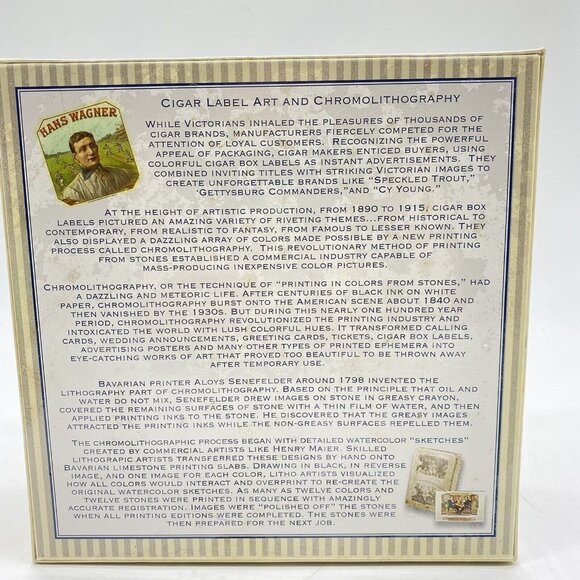 HANS WAGNER
CIGAR LABEL ART AND CHROMOLITHOGRAPHY
WHILE VICTORIANS INHALED THE PLEASURES OF THOUSANDS OF
CIGAR BRANDS, MANUFACTURERS FIERCELY COMPETED FOR THE
ATTENTION OF LOYAL CUSTOMERS. RECOGNIZING THE POWERFUL
APPEAL OF PACKAGING, CIGAR MAKERS ENTICED BUYERS, USING
COLORFUL CIGAR BOX LABELS AS INSTANT ADVERTISEMENTS. THEY
COMBINED INVITING TITLES WITH STRIKING VICTORIAN IMAGES TO
CREATE UNFORGETTABLE BRANDS LIKE "SPECKLED TROUT,"
'GETTYSBURG COMMANDERS,"AND "CY YOUNG."
AT THE HEIGHT OF ARTISTIC PRODUCTION, FROM 1890 TO 1915, CIGAR BOX
LABELS PICTURED AN AMAZING VARIETY OF RIVETING THEMES...FROM HISTORICAL TO
CONTEMPORARY, FROM REALISTIC TO FANTASY, FROM FAMOUS TO LESSER KNOWN. THEY
ALSO DISPLAYED A DAZZLING ARRAY OF COLORS MADE POSSIBLE BY A NEW PRINTING
PROCESS CALLED CHROMOLITHOGRAPHY. THIS REVOLUTIONARY METHOD OF PRINTING
FROM STONES ESTABLISHED A COMMERCIAL INDUSTRY CAPABLE OF
MASS-PRODUCING INEXPENSIVE COLOR PICTURES.
CHROMOLITHOGRAPHY, OR THE TECHNIQUE OF "PRINTING IN COLORS FROM STONES," HAD
A DAZZLING AND METEORIC LIFE. AFTER CENTURIES OF BLACK INK ON WHITE
PAPER, CHROMOLITHOGRAPHY BURST ONTO THE AMERICAN SCENE ABOUT 1840 AND
THEN VANISHED BY THE 1930S. BUT DURING THIS NEARLY ONE HUNDRED YEAR
PERIOD, CHROMOLITHOGRAPHY REVOLUTIONIZED THE PRINTING INDUSTRY AND
INTOXICATED THE WORLD WITH LUSH COLORFUL HUES. IT TRANSFORMED CALLING
CARDS, WEDDING ANNOUNCEMENTS, GREETING CARDS, TICKETS, CIGAR BOX LABELS,
ADVERTISING POSTERS AND MANY OTHER TYPES OF PRINTED EPHEMERA INTO
EYE-CATCHING WORKS OF ART THAT PROVED TOO BEAUTIFUL TO BE THROWN AWAY
AFTER TEMPORARY USE.
BAVARIAN PRINTER ALOYS SENEFELDER AROUND 1798 INVENTED THE
LITHOGRAPHY PART OF CHROMOLITHOGRAPHY. BASED ON THE PRINCIPLE THAT OIL AND
WATER DO NOT MIX, SENEFELDER DREW IMAGES ON STONE IN GREASY CRAYON,
COVERED THE REMAINING SURFACES OF STONE WITH A THIN FILM OF WATER, AND THEN
APPLIED PRINTING INKS TO THE STONE. HE DISCOVERED THAT THE GREASY IMAGES
ATTRACTED THE PRINTING INKS WHILE THE NON-GREASY SURFACES REPELLED THEM.
THE CHROMOLITHOGRAPHIC PROCESS BEGAN WITH DETAILED WATERCOLOR "SKETCHES"
CREATED BY COMMERCIAL ARTISTS LIKE HENRY MAIER. SKILLED
LITHOGRAPHIC ARTISTS TRANSFERRED THESE DESIGNS BY HAND ONTO
BAVARIAN LIMESTONE PRINTING SLABS. DRAWING IN BLACK, IN REVERSE
IMAGE, AND ONE IMAGE FOR EACH COLOR, LITHO ARTISTS VISUALIZED
HOW ALL COLORS WOULD INTERACT AND OVERPRINT TO RE-CREATE THE
ORIGINAL WATERCOLOR SKETCHES. AS MANY AS TWELVE COLORS AND
TWELVE STONES WERE PRINTED IN SEQUENCE WITH AMAZINGLY
ACCURATE REGISTRATION. IMAGES WERE "POLISHED OFF" THE STONES
WHEN ALL PRINTING EDITIONS WERE COMPLETED. THE STONES WERE
THEN PREPARED FOR THE NEXT JOB.